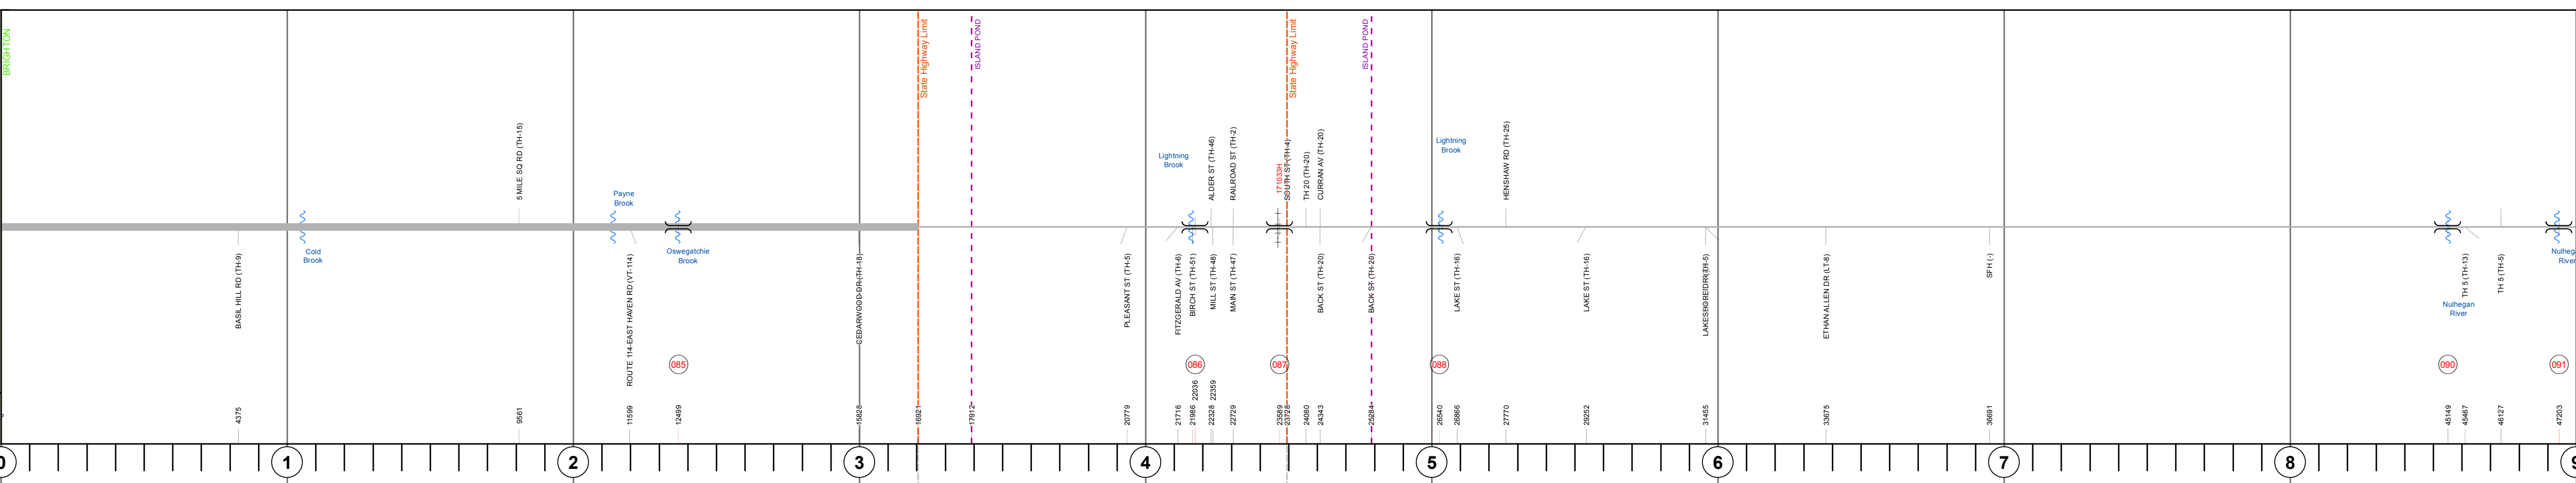 BRIGHTON
State Highway Limit
ISLAND POND
State Highway Limit
ISLAND POND
5 MILE SQ RD (TH-15)
ALDER ST (TH-46)
RAILROAD ST (TH-2)
171033H
SOUTH ST (TH-4)
TH 20 (TH-20)
CURRAN AV (TH-20)
HENSHAW RD (TH-25)
Payne
Brook
Lightning
Brook
Lightning
Brook
Cold
Brook
Oswegatchie
Brook
Nulhegan
River
Nulheg
River
BASIL HILL RD (TH-9)
ROUTE 114-EAST HAVEN RD (VT-114)
CEDARWOOD DR (TH-18)
PLEASANT ST (TH-5)
FITZGERALD AV (TH-6)
BIRCH ST (TH-51)
MILL ST (TH-48)
MAIN ST (TH-47)
BACK ST (TH-20)
BACK ST (TH-20)
LAKE ST (TH-16)
LAKE ST (TH-16)
ETHAN ALLEN DR (LT-8)
SFH (-)
TH 5 (TH-13)
TH 5 (TH-5)
085
086
087
088
090
091
4375
9561
11599
12499
15828
16921
17912
20779
21716
21986
22036
22328
22359
22729
23589
23728
24080
24343
25284
26540
26866
27770
29252
31455
33675
36691
45149
45467
46127
47203
0
1
2
3
4
5
6
7
8
9